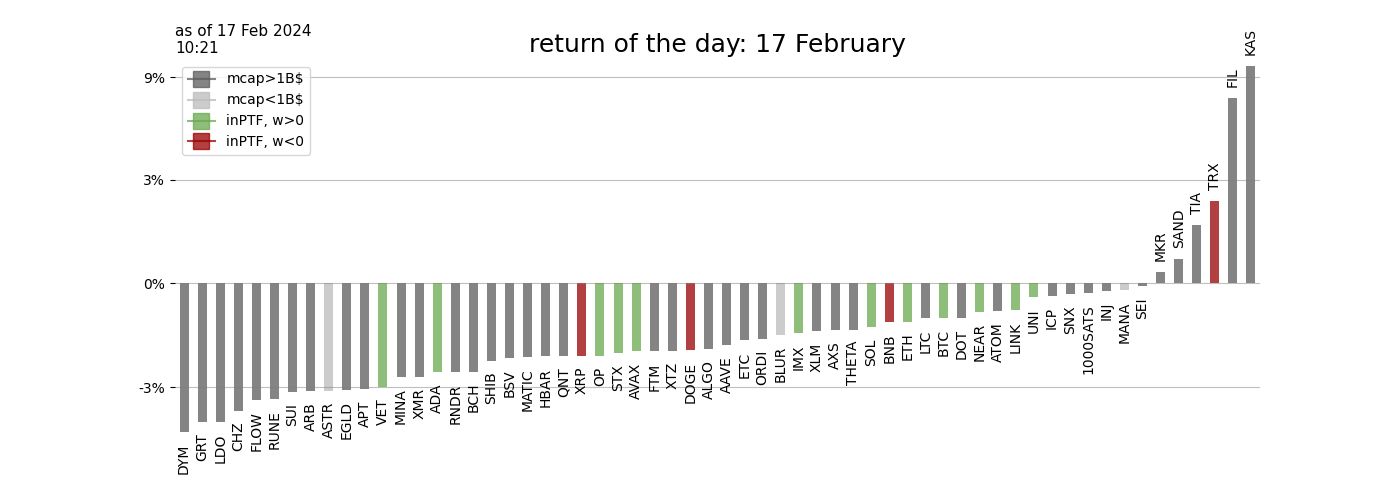 as of 17 Feb 2024
10:21
return of the day: 17 February
mcap>1B$
mcap<1B$
inPTF, w>0
inPTF, w<0
9%
3%
0%
-3%
DYM
GRT
LDO
CHZ
FLOW
RUNE
SUI
ARB
ASTR
EGLD
APT
VET
MINA
XMR
ADA
RNDR
BCH
SHIB
BSV
MATIC
HBAR
QNT
XRP
OP
STX
AVAX
FTM
XTZ
DOGE
ALGO
AAVE
ETC
ORDI
BLUR
IMX
XLM
AXS
THETA
SOL
BNB
ETH
LTC
BTC
DOT
NEAR
ATOM
LINK
UNI
ICP
SNX
1000SATS
INJ
MANA
SEI
MKR
SAND
TIA
TRX
FIL
KAS